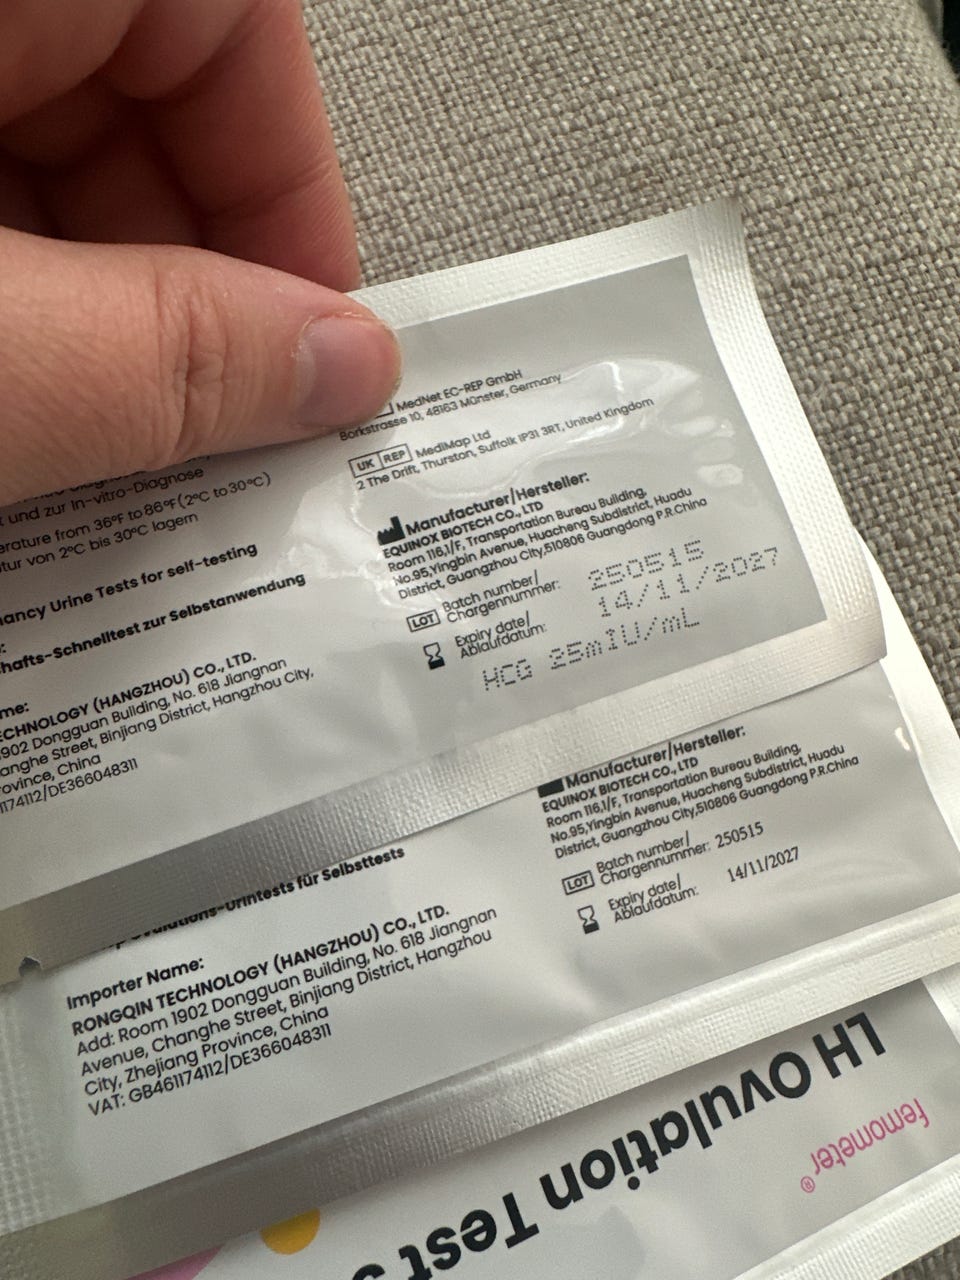 MedNet EC-REP GmbH
Borkstrasse 10, 48163 Münster, Germany
UK REP MediMap Ltd
2 The Drift, Thurston, Suffolk IP31 3RT, United Kingdom
Manufacturer/Hersteller:
EQUINOX BIOTECH CO., LTD
Room 116,1/F, Transportation Bureau Building,
No.95,Yingbin Avenue, Huacheng Subdistrict, Huadu
District, Guangzhou City,510806 Guangdong P.R.China
LOT Batch number/
Chargennummer: 250515
Expiry date/
Ablaufdatum: 14/11/2027
HCG 25mIU/mL
und zur In-vitro-Diagnose
erature from 36°F to 86°F (2°C to 30°C)
tur von 2°C bis 30°C lagern
nancy Urine Tests for self-testing
hafts-Schnelltest zur Selbstanwendung
me:
ECHNOLOGY (HANGZHOU) CO., LTD.
1902 Dongguan Building, No. 618 Jiangnan
anghe Street, Binjiang District, Hangzhou City,
ovince, China
1174112/DE366048311
Manufacturer/Hersteller:
EQUINOX BIOTECH CO., LTD
Room 116,1/F, Transportation Bureau Building,
No.95,Yingbin Avenue, Huacheng Subdistrict, Huadu
District, Guangzhou City,510806 Guangdong P.R.China
LOT Batch number/
Chargennummer: 250515
Expiry date/
Ablaufdatum: 14/11/2027
Ovulations-Urintests für Selbsttests
Importer Name:
RONGQIN TECHNOLOGY (HANGZHOU) CO., LTD.
Add: Room 1902 Dongguan Building, No. 618 Jiangnan
Avenue, Changhe Street, Binjiang District, Hangzhou
City, Zhejiang Province, China
VAT: GB461174112/DE366048311
femometer®
LH Ovulation Test